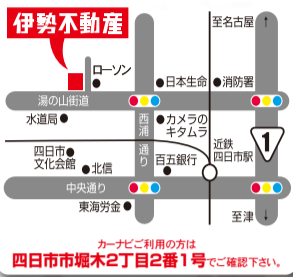 伊勢不動産
至名古屋
ローソン
日本生命
消防署
湯の山街道
水道局
西浦通り
カメラの
キタムラ
1
近鉄
四日市駅
四日市
文化会館
北信
百五銀行
中央通り
東海労金
至津
カーナビご利用の方は
四日市市堀木2丁目2番1号でご確認下さい。